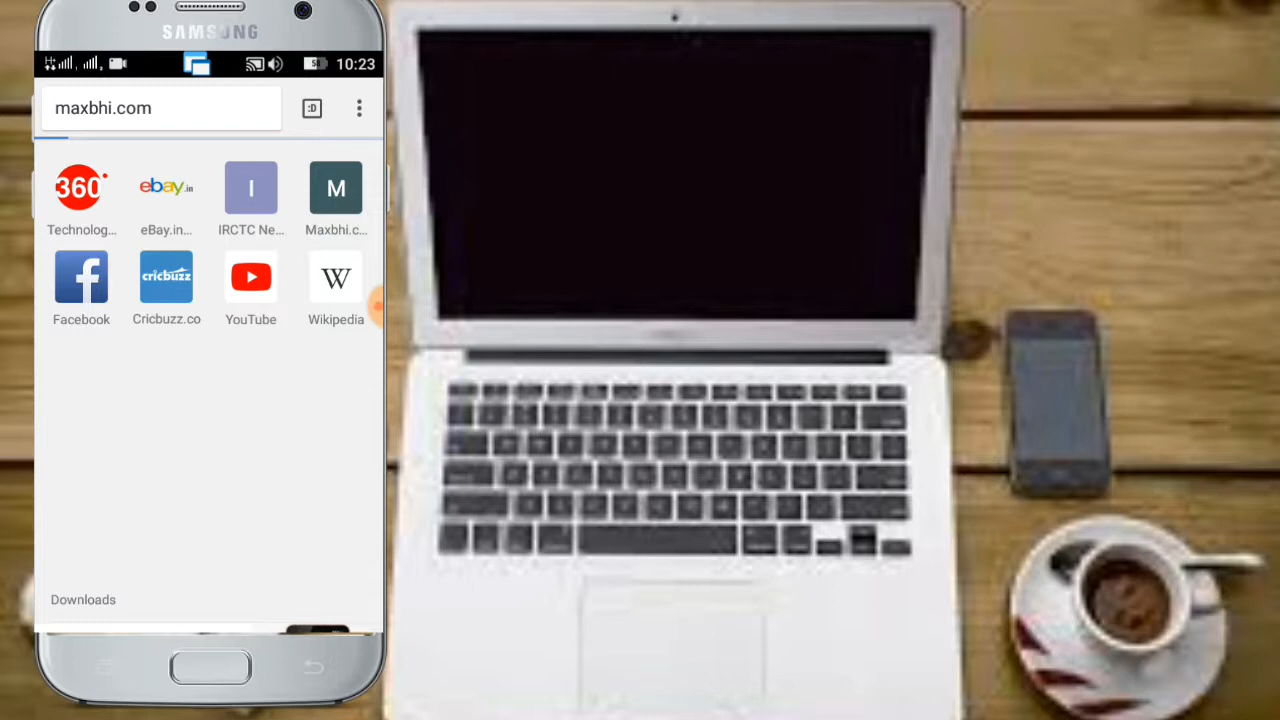 SAMSUNG
58 10:23
maxbhi.com
:D
360 ebay.in I M
Technolog... eBay.in... IRCTC Ne... Maxbhi.c...
f cricbuzz W
Facebook Cricbuzz.co YouTube Wikipedia
Downloads